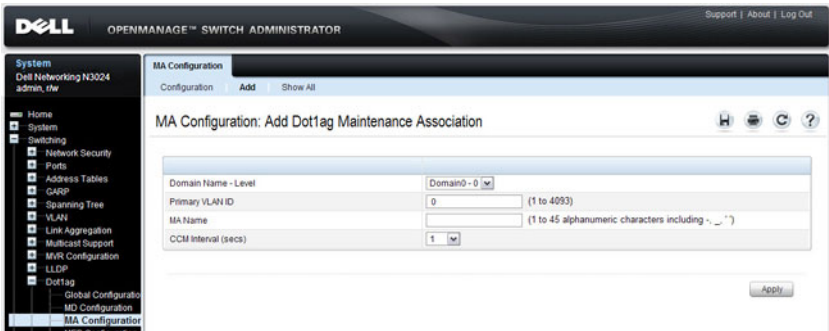 Support | About | Log Out
DELL OPENMANAGE™ SWITCH ADMINISTRATOR
System
Dell Networking N3024
admin, r/w
Home
System
Switching
Network Security
Ports
Address Tables
GARP
Spanning Tree
VLAN
Link Aggregation
Multicast Support
MVR Configuration
LLDP
Dot1ag
Global Configuratio
MD Configuration
MA Configuration
MA Configuration
Configuration Add Show All
MA Configuration: Add Dot1ag Maintenance Association
Domain Name - Level Domain0 - 0
Primary VLAN ID 0 (1 to 4093)
MA Name (1 to 45 alphanumeric characters including -, _, ' ')
CCM Interval (secs) 1
Apply